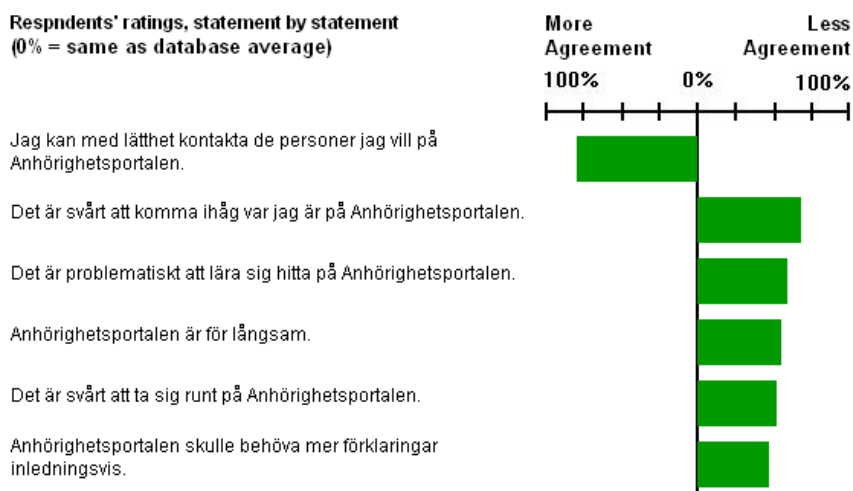 Respndents' ratings, statement by statement
(0% = same as database average)
More Less
Agreement Agreement
100% 0% 100%
Jag kan med lätthet kontakta de personer jag vill på
Anhörighetsportalen.
Det är svårt att komma ihåg var jag är på Anhörighetsportalen.
Det är problematiskt att lära sig hitta på Anhörighetsportalen.
Anhörighetsportalen är för långsam.
Det är svårt att ta sig runt på Anhörighetsportalen.
Anhörighetsportalen skulle behöva mer förklaringar
inledningsvis.